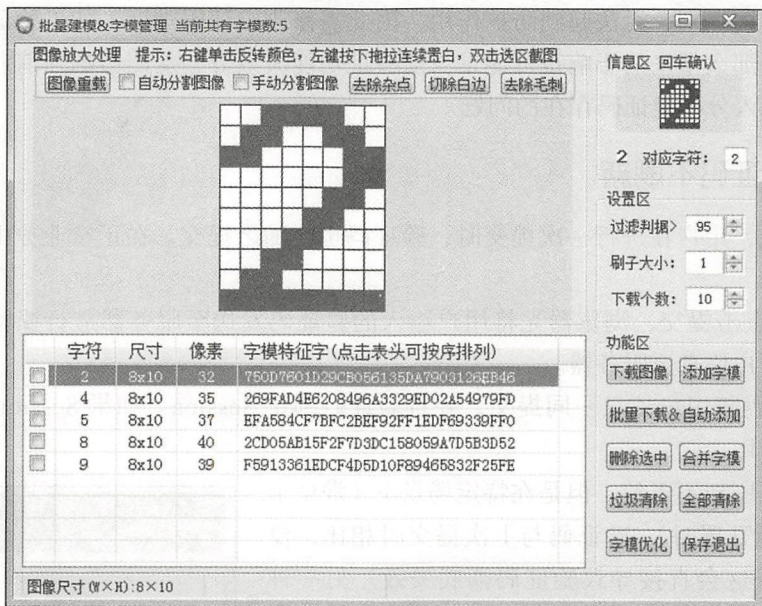 批量建模&字模管理 当前共有字模数:5
图像放大处理 提示：右键单击反转颜色，左键按下拖拉连续置白，双击选区截图
图像重载 自动分割图像 手动分割图像 去除杂点 切除白边 去除毛刺
信息区 回车确认
2 对应字符： 2
设置区
过滤判据> 95
刷子大小： 1
下载个数： 10
功能区
下载图像 添加字模
批量下载&自动添加
删除选中 合并字模
垃圾清除 全部清除
字模优化 保存退出
字符 尺寸 像素 字模特征字(点击表头可按序排列)
2 8x10 32 750D7601D29CB056135DA7903126EB46
3 8x10 35 269FAD4E6208496A3329ED02A54979FD
5 8x10 37 EFA584CF7BFC2BEF92FF1EDF69339FF0
8 8x10 40 2CD05AB15F2F7D3DC158059A7D5B3D52
9 8x10 39 F5913361EDCF4D5D10F89465832F25FE
图像尺寸(W×H):8×10